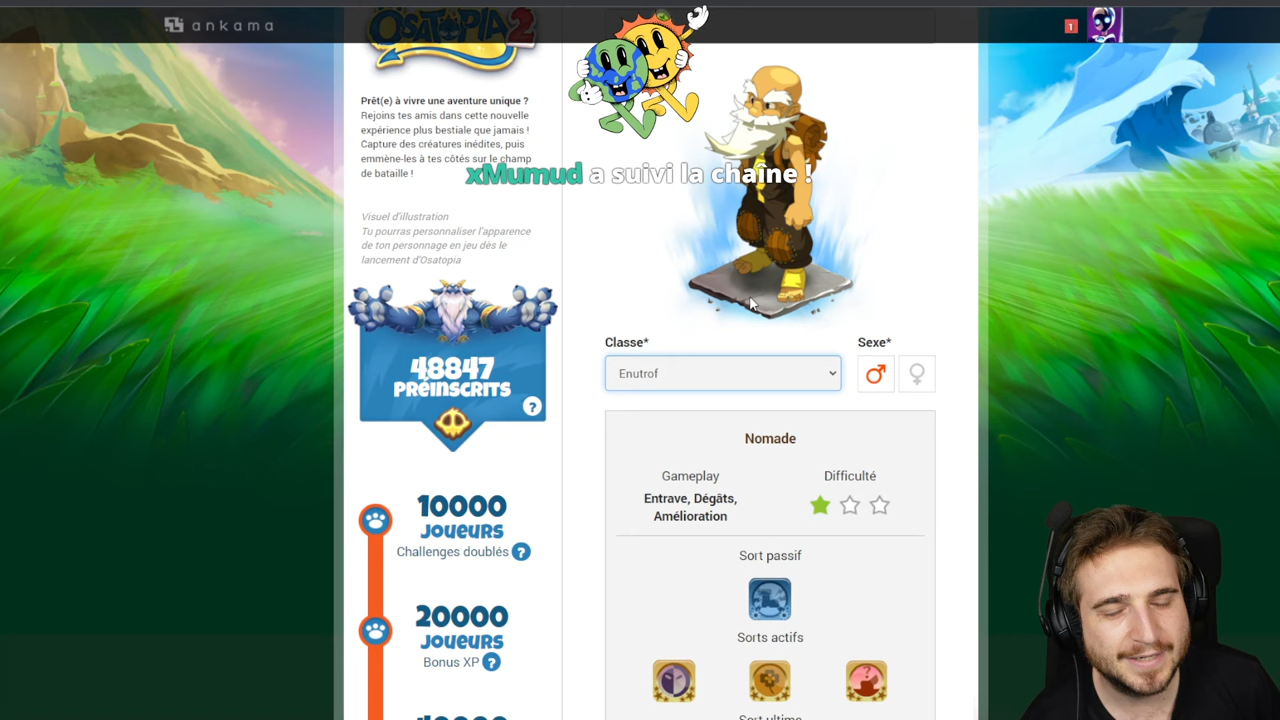 ankama
1
OSATOPIA 2
Prêt(e) à vivre une aventure unique ?
Rejoins tes amis dans cette nouvelle
expérience plus bestiale que jamais !
Capture des créatures inédites, puis
emmène-les à tes côtés sur le champ
de bataille !
xMumud a suivi la chaîne !
Visuel d'illustration
Tu pourras personnaliser l'apparence
de ton personnage en jeu dès le
lancement d'Osatopia
48847
PRÉINSCRITS
?
10000
JOUEURS
Challenges doublés ?
20000
JOUEURS
Bonus XP ?
Classe*
Sexe*
Enutrof
Nomade
Gameplay
Difficulté
Entrave, Dégâts,
Amélioration
Sort passif
Sorts actifs
Sort ultime